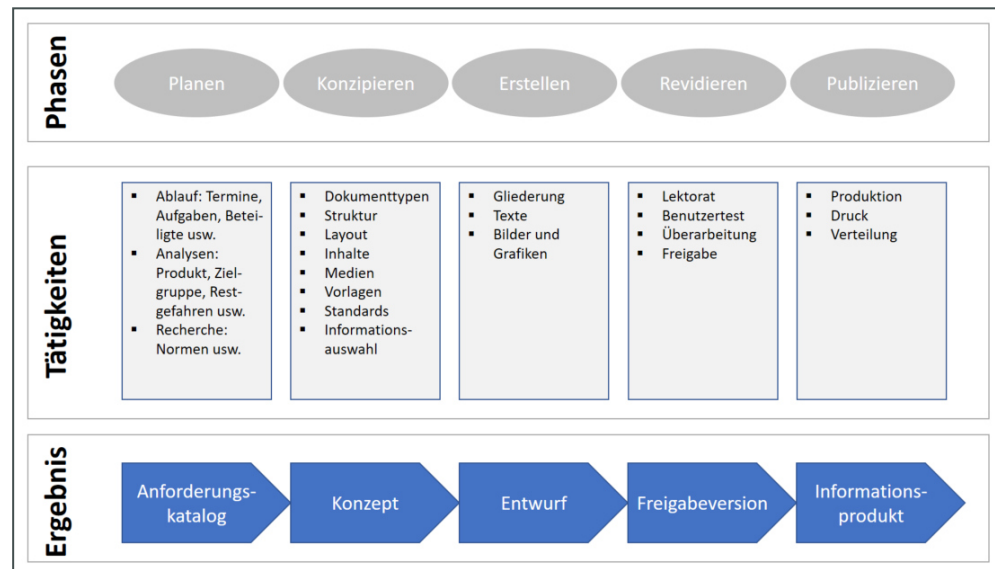 Phasen
Planen
Konzipieren
Erstellen
Revidieren
Publizieren
Tätigkeiten
▪ Ablauf: Termine,
Aufgaben, Betei-
ligte usw.
▪ Analysen:
Produkt, Ziel-
gruppe, Rest-
gefahren usw.
▪ Recherche:
Normen usw.
▪ Dokumenttypen
▪ Struktur
▪ Layout
▪ Inhalte
▪ Medien
▪ Vorlagen
▪ Standards
▪ Informations-
auswahl
▪ Gliederung
▪ Texte
▪ Bilder und
Grafiken
▪ Lektorat
▪ Benutzertest
▪ Überarbeitung
▪ Freigabe
▪ Produktion
▪ Druck
▪ Verteilung
Ergebnis
Anforderungs-
katalog
Konzept
Entwurf
Freigabeversion
Informations-
produkt